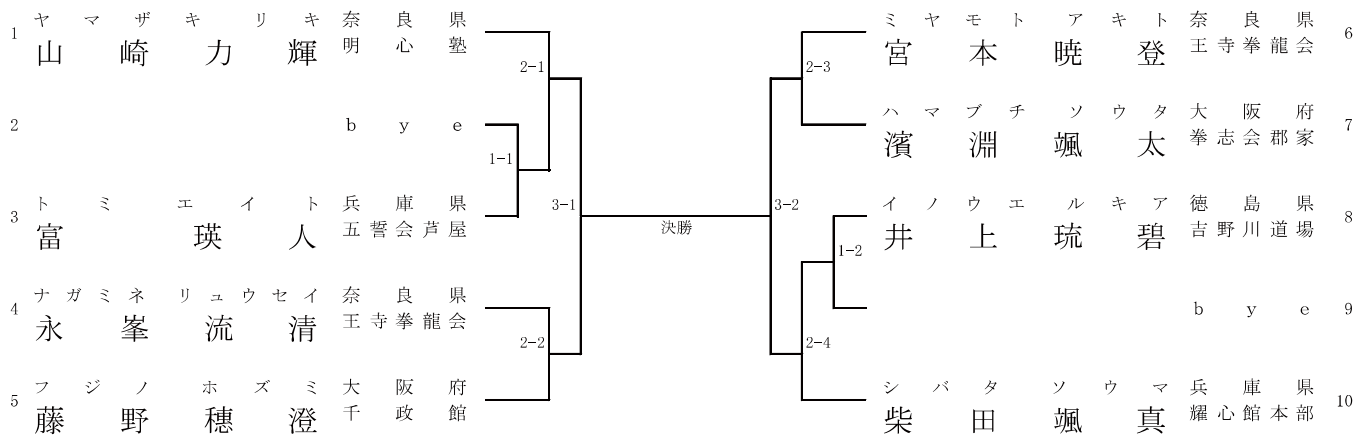 1
ヤマザキ リキ 奈良県
山崎力輝 明心塾
2 bye
3
トミ エイト 兵庫県
富瑛人 五誓会芦屋
4
ナガミネ リュウセイ 奈良県
永峯流清 王寺拳龍会
5
フジノ ホズミ 大阪府
藤野穂澄 千政館
2-1
1-1
3-1
2-2
決勝
3-2
2-3
1-2
2-4
ミヤモト アキト 奈良県
宮本暁登 王寺拳龍会
6
ハマブチ ソウタ 大阪府
濱淵颯太 拳志会郡家
7
イノウエ ルキア 徳島県
井上琉碧 吉野川道場
8
bye 9
シバタ ソウマ 兵庫県
柴田颯真 耀心館本部
10